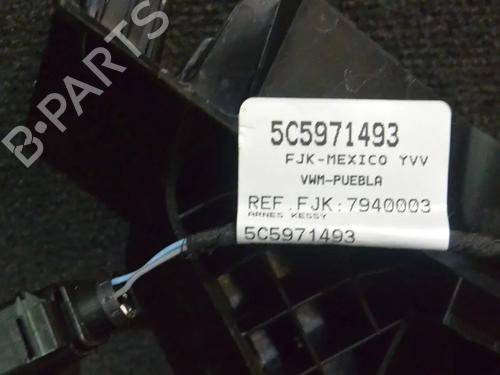 B-PARTS
5C5971493
FJK-MEXICO YVV
VWM-PUEBLA
REF.FJK:7940003
ARNES KESSY
5C5971493